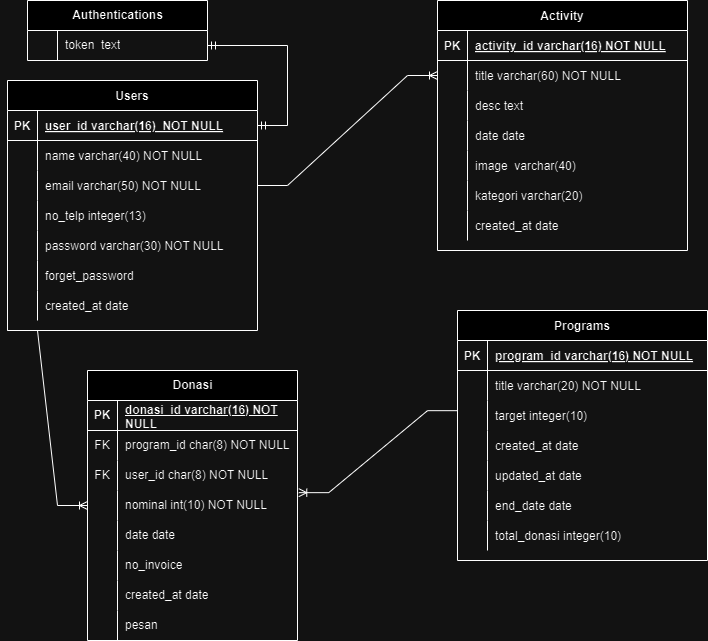 Authentications
token text
Users
PK user_id varchar(16) NOT NULL
name varchar(40) NOT NULL
email varchar(50) NOT NULL
no_telp integer(13)
password varchar(30) NOT NULL
forget_password
created_at date
Activity
PK activity_id varchar(16) NOT NULL
title varchar(60) NOT NULL
desc text
date date
image varchar(40)
kategori varchar(20)
created_at date
Donasi
PK donasi_id varchar(16) NOT
NULL
FK program_id char(8) NOT NULL
FK user_id char(8) NOT NULL
nominal int(10) NOT NULL
date date
no_invoice
created_at date
pesan
Programs
PK program_id varchar(16) NOT NULL
title varchar(20) NOT NULL
target integer(10)
created_at date
updated_at date
end_date date
total_donasi integer(10)